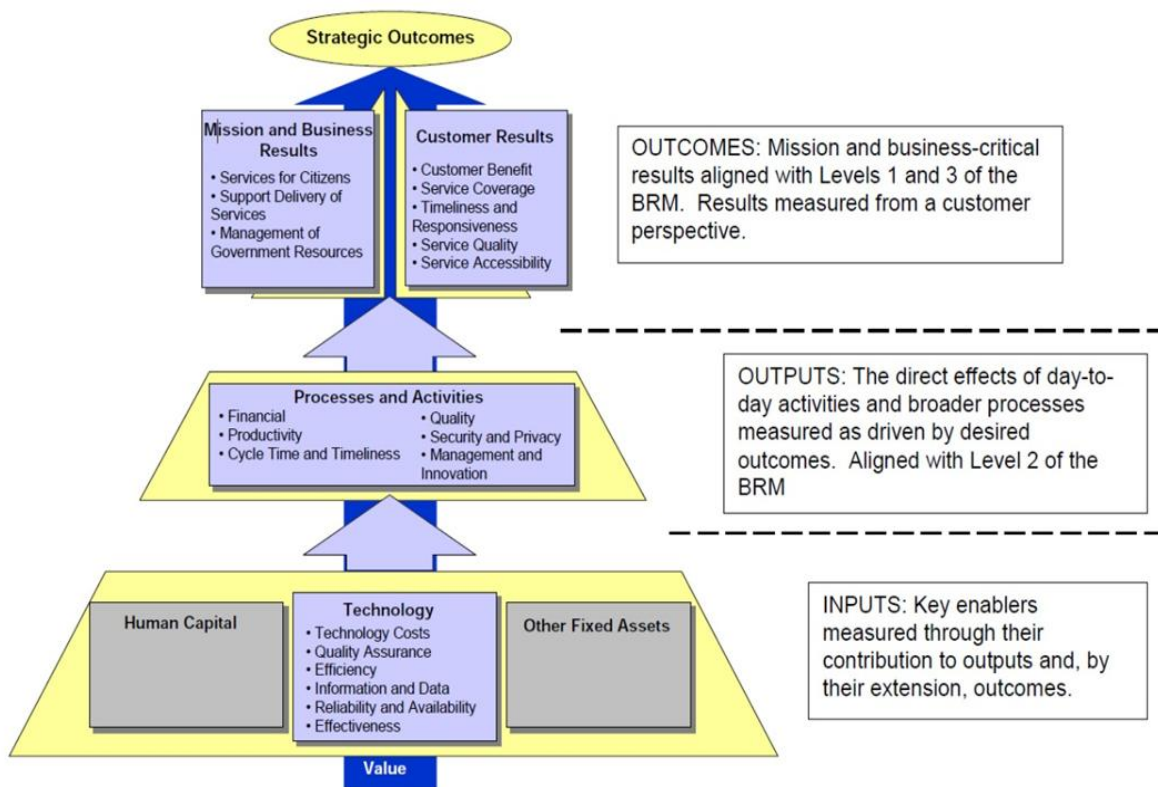 Strategic Outcomes
Mission and Business
Results
• Services for Citizens
• Support Delivery of
Services
• Management of
Government Resources
Customer Results
• Customer Benefit
• Service Coverage
• Timeliness and
Responsiveness
• Service Quality
• Service Accessibility
OUTCOMES: Mission and business-critical
results aligned with Levels 1 and 3 of the
BRM. Results measured from a customer
perspective.
Processes and Activities
• Financial
• Productivity
• Cycle Time and Timeliness
• Quality
• Security and Privacy
• Management and
Innovation
OUTPUTS: The direct effects of day-to-
day activities and broader processes
measured as driven by desired
outcomes. Aligned with Level 2 of the
BRM
Human Capital
Technology
• Technology Costs
• Quality Assurance
• Efficiency
• Information and Data
• Reliability and Availability
• Effectiveness
Other Fixed Assets
INPUTS: Key enablers
measured through their
contribution to outputs and, by
their extension, outcomes.
Value